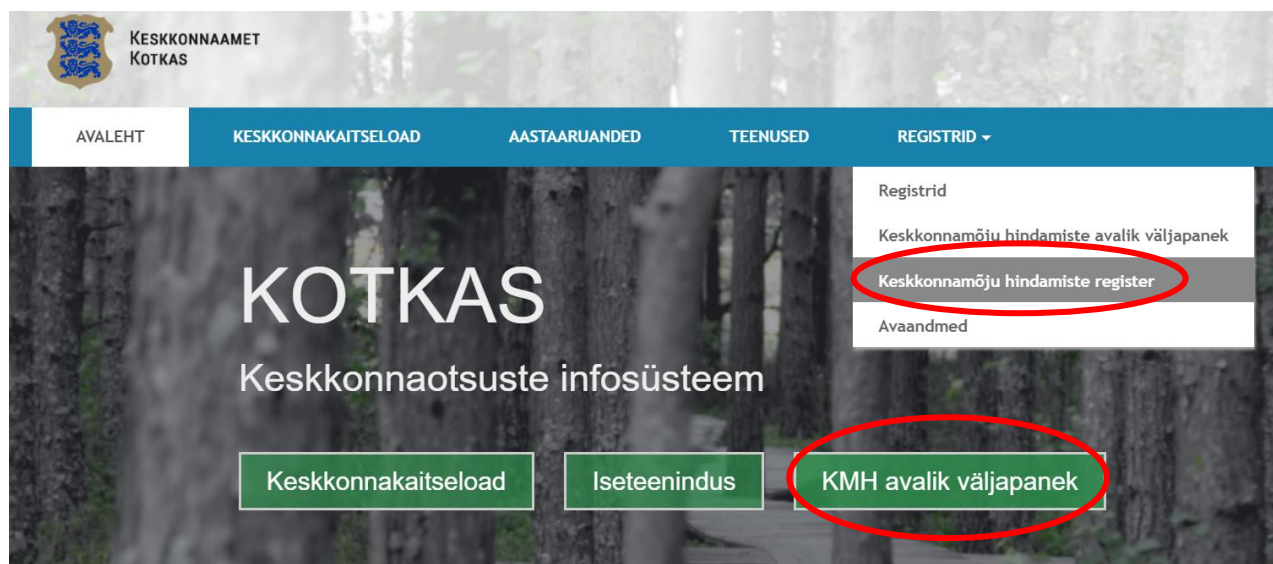 KESKKONNAAMET
KOTKAS
AVALEHT KESKKONNAKAITSELOAD AASTAARUANDED TEENUSED REGISTRID
Registrid
Keskkonnamõju hindamiste avalik väljapanek
Keskkonnamõju hindamiste register
Avaandmed
KOTKAS
Keskkonnaotsuste infosüsteem
Keskkonnakaitseload Iseteenindus KMH avalik väljapanek